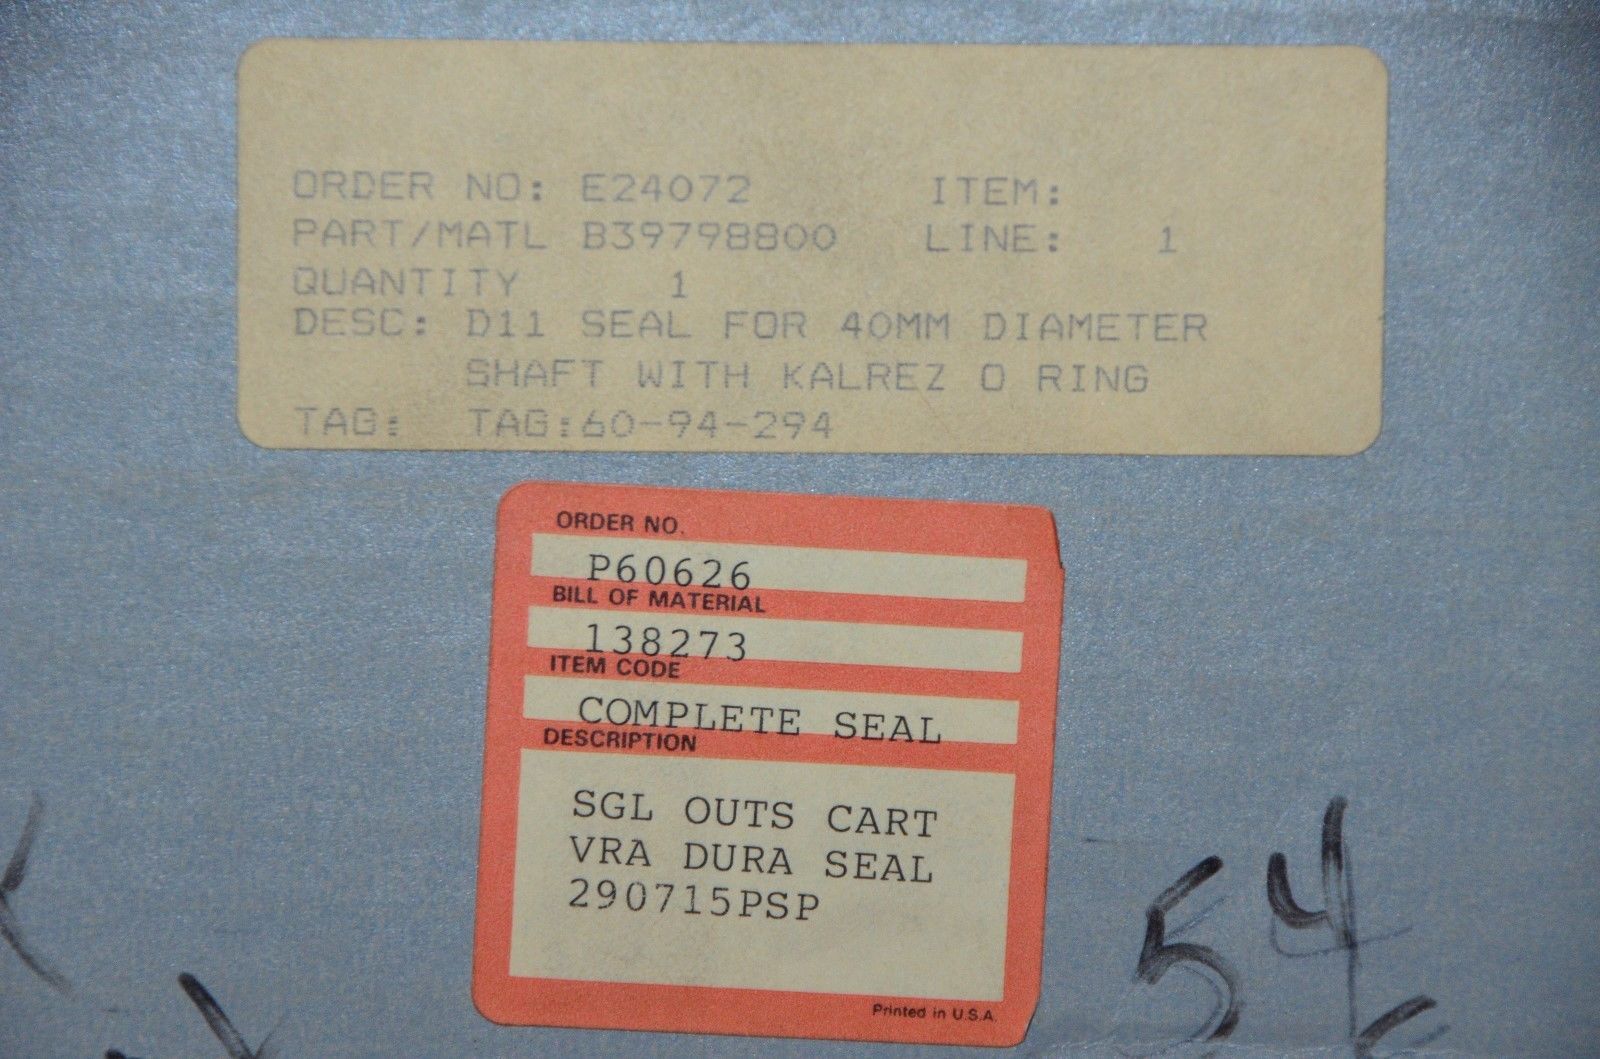 ORDER NO: E24072 ITEM:
PART/MATL B39798800 LINE: 1
QUANTITY 1
DESC: D11 SEAL FOR 40MM DIAMETER
SHAFT WITH KALREZ O RING
TAG: TAG:60-94-294
ORDER NO.
P60626
BILL OF MATERIAL
138273
ITEM CODE
COMPLETE SEAL
DESCRIPTION
SGL OUTS CART
VRA DURA SEAL
290715PSP
Printed in U.S.A.
54